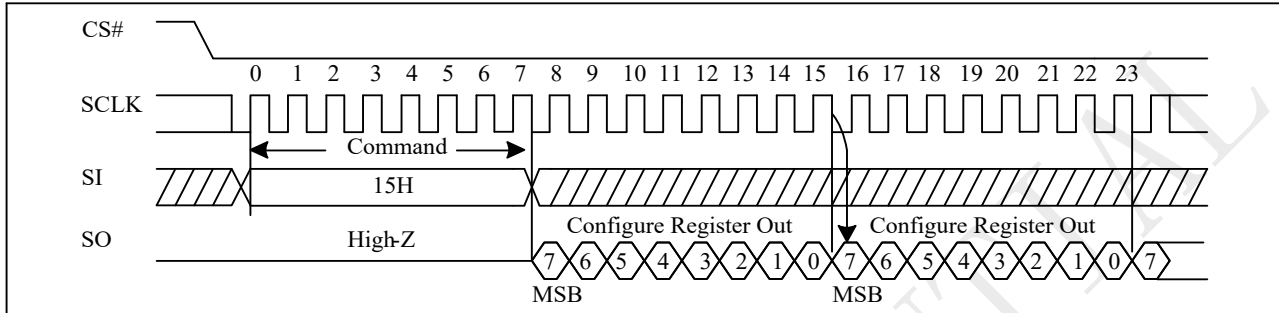 CS#
0 1 2 3 4 5 6 7 8 9 10 11 12 13 14 15 16 17 18 19 20 21 22 23
SCLK
Command
SI
15H
Configure Register Out Configure Register Out
SO
High-Z
7 6 5 4 3 2 1 0 7 6 5 4 3 2 1 0 7
MSB MSB